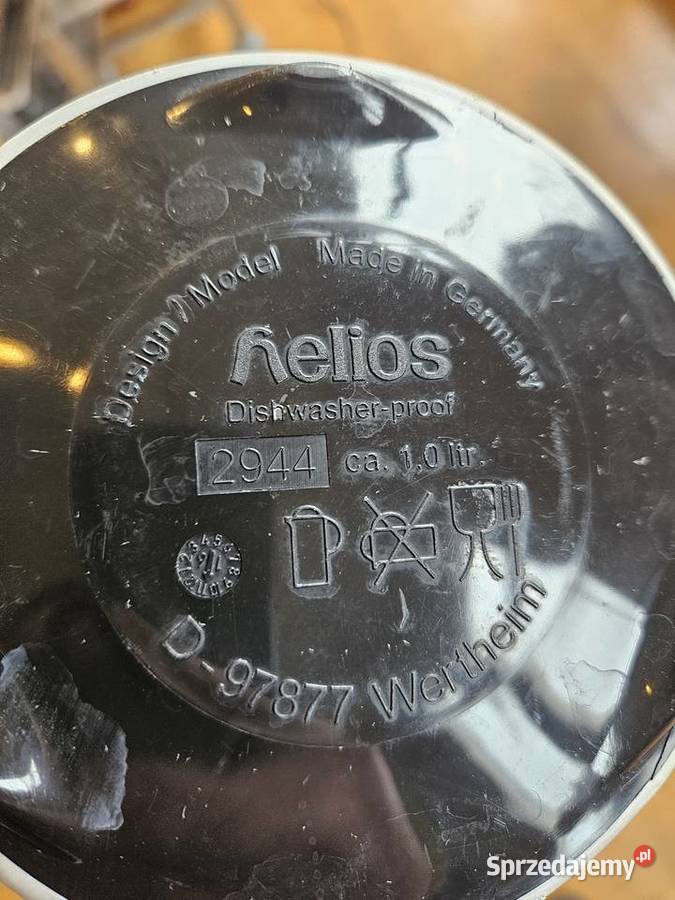 Design / Model Made in Germany
helios
Dishwasher-proof
2944 ca. 1,0 ltr.
D-97877 Wertheim
Sprzedajemy.pl